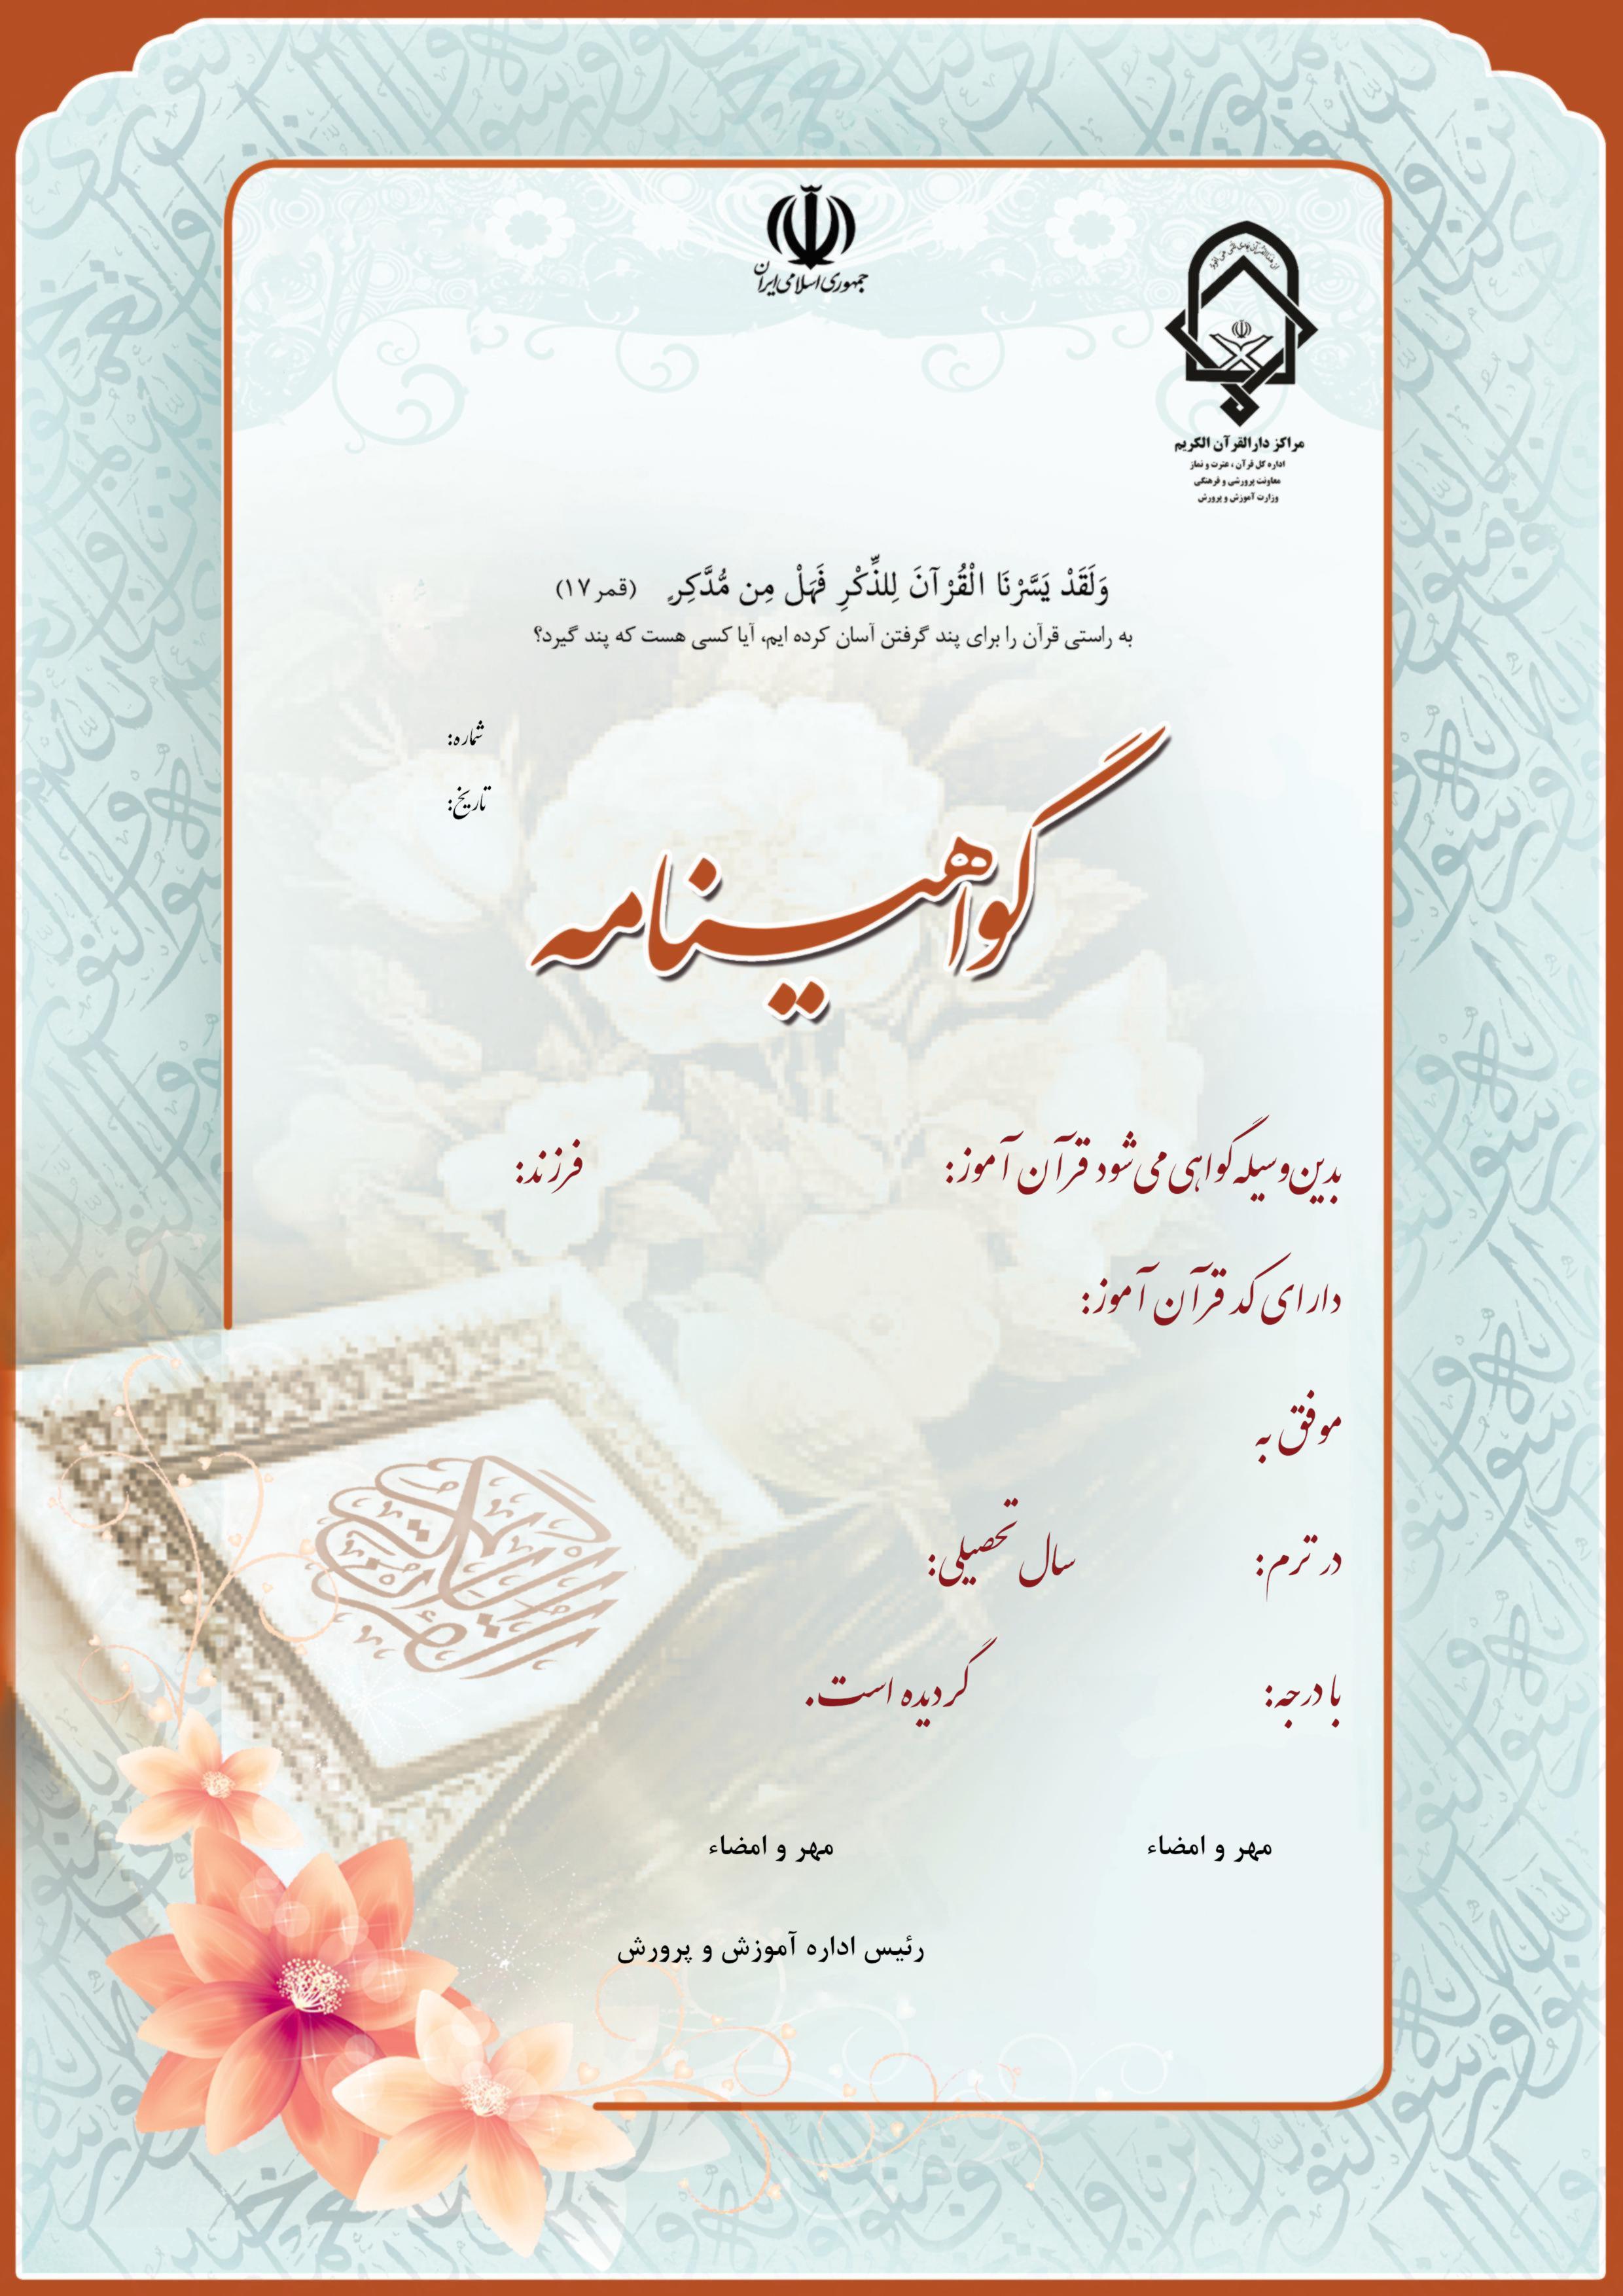 جمهوری اسلامی ایران
مراکز دارالقرآن الکریم
اداره کل قرآن ، عترت و نماز
معاونت پرورشی و فرهنگی
وزارت آموزش و پرورش
وَلَقَدْ يَسَّرْنَا الْقُرْآنَ لِلذِّكْرِ فَهَلْ مِن مُّدَّكِرٍ (قمر ۱۷)
به راستی قرآن را برای پند گرفتن آسان کرده ایم، آیا کسی هست که پند گیرد؟
شماره:
تاریخ:
گواهینامه
بدین وسیله گواهی می شود قرآن آموز: فرزند:
دارای کد قرآن آموز:
موفق به
در ترم: سال تحصیلی:
با درجه: گردیده است.
مهر و امضاء مهر و امضاء
رئیس اداره آموزش و پرورش